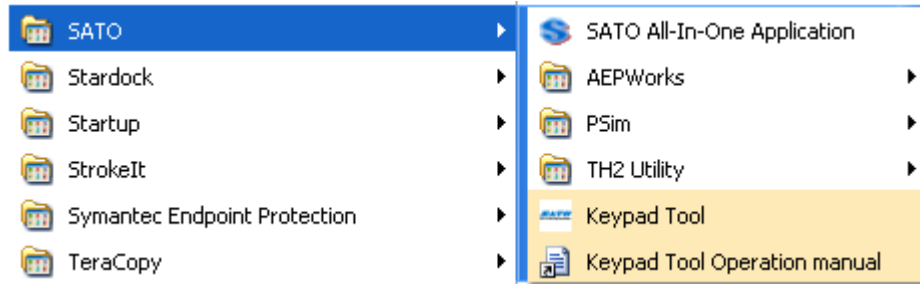 SATO
Stardock
Startup
StrokeIt
Symantec Endpoint Protection
TeraCopy
SATO All-In-One Application
AEPWorks
PSim
TH2 Utility
Keypad Tool
Keypad Tool Operation manual